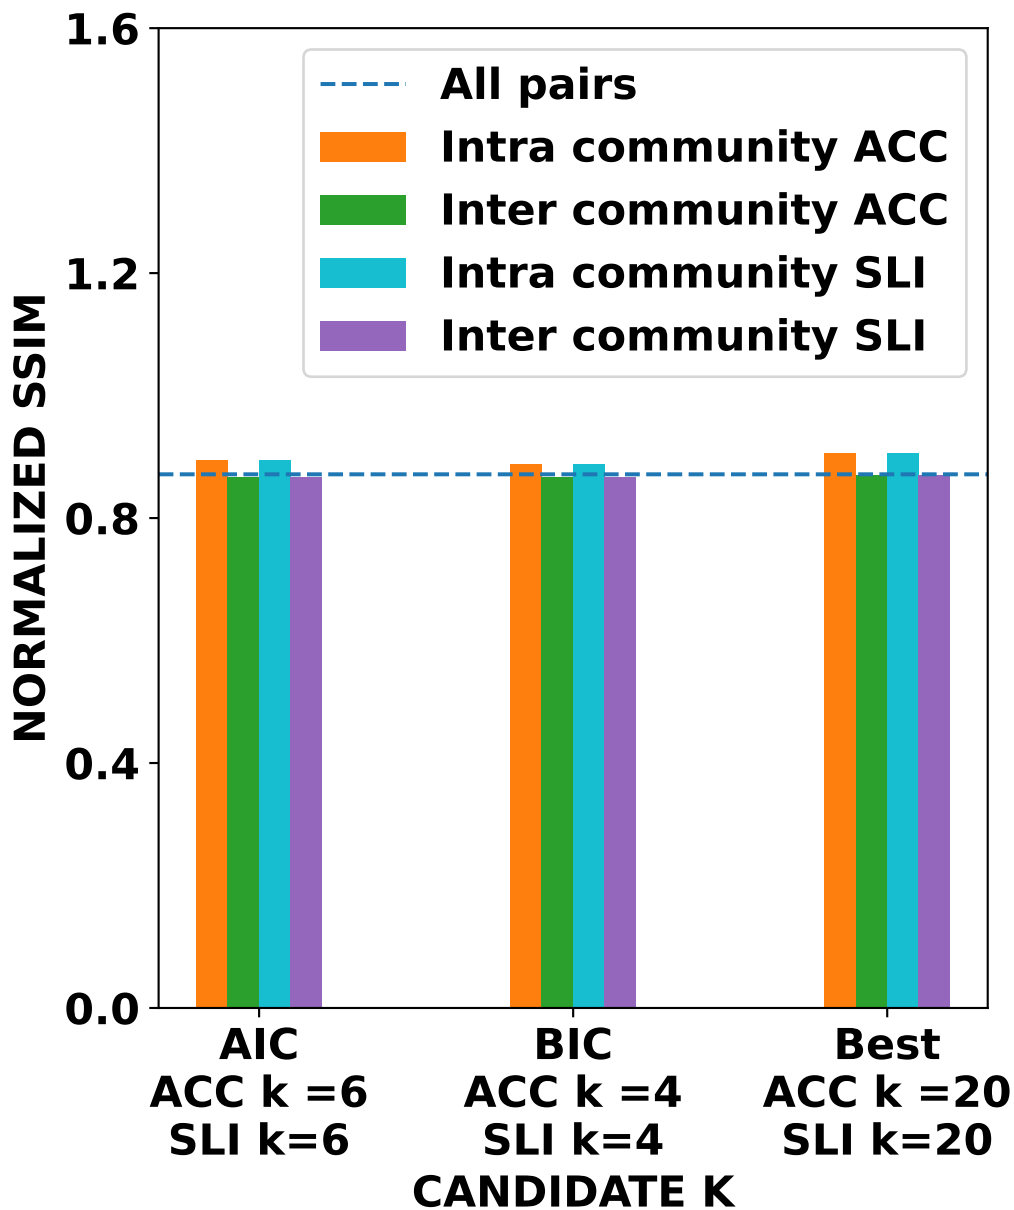 1.6
1.2
0.8
0.4
0.0
NORMALIZED SSIM
All pairs
Intra community ACC
Inter community ACC
Intra community SLI
Inter community SLI
AIC
ACC k =6
SLI k=6
BIC
ACC k =4
SLI k=4
Best
ACC k =20
SLI k=20
CANDIDATE K